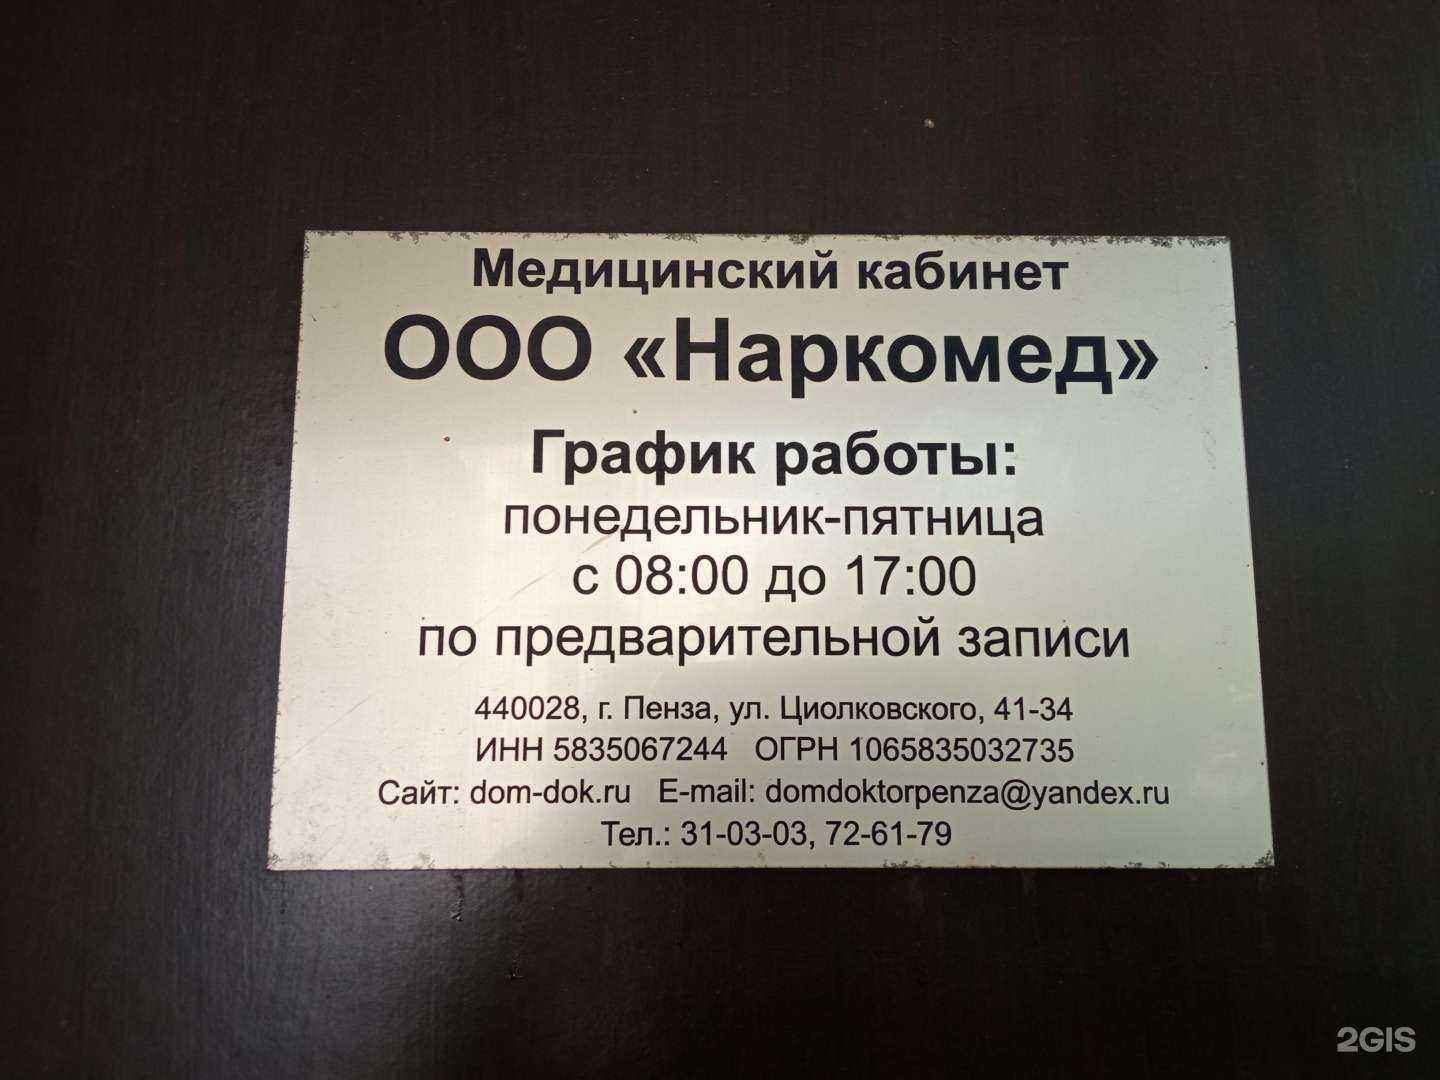 Медицинский кабинет
ООО «Наркомед»
График работы:
понедельник-пятница
с 08:00 до 17:00
по предварительной записи
440028, г. Пенза, ул. Циолковского, 41-34
ИНН 5835067244 ОГРН 1065835032735
Сайт: dom-dok.ru E-mail: domdoktorpenza@yandex.ru
Тел.: 31-03-03, 72-61-79
2GIS